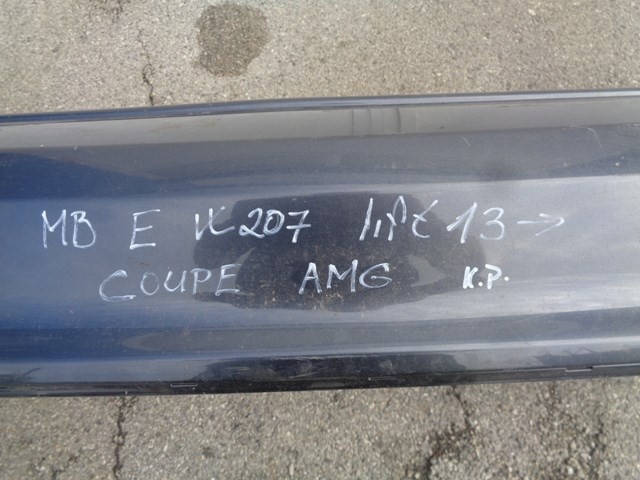 MB E W207 lift 13->
COUPE AMG K.P.